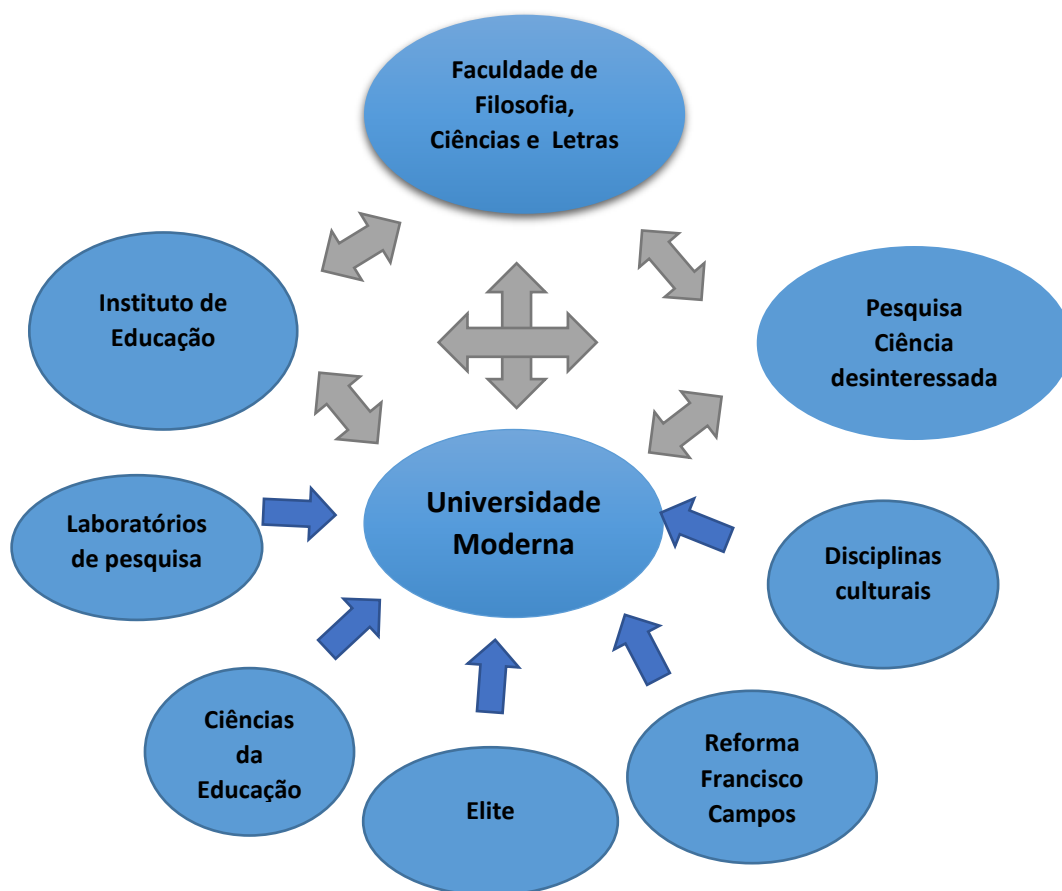 Faculdade de
Filosofia,
Ciências e Letras
Instituto de
Educação
Pesquisa
Ciência
desinteressada
Universidade
Moderna
Laboratórios
de pesquisa
Disciplinas
culturais
Ciências
da
Educação
Elite
Reforma
Francisco
Campos